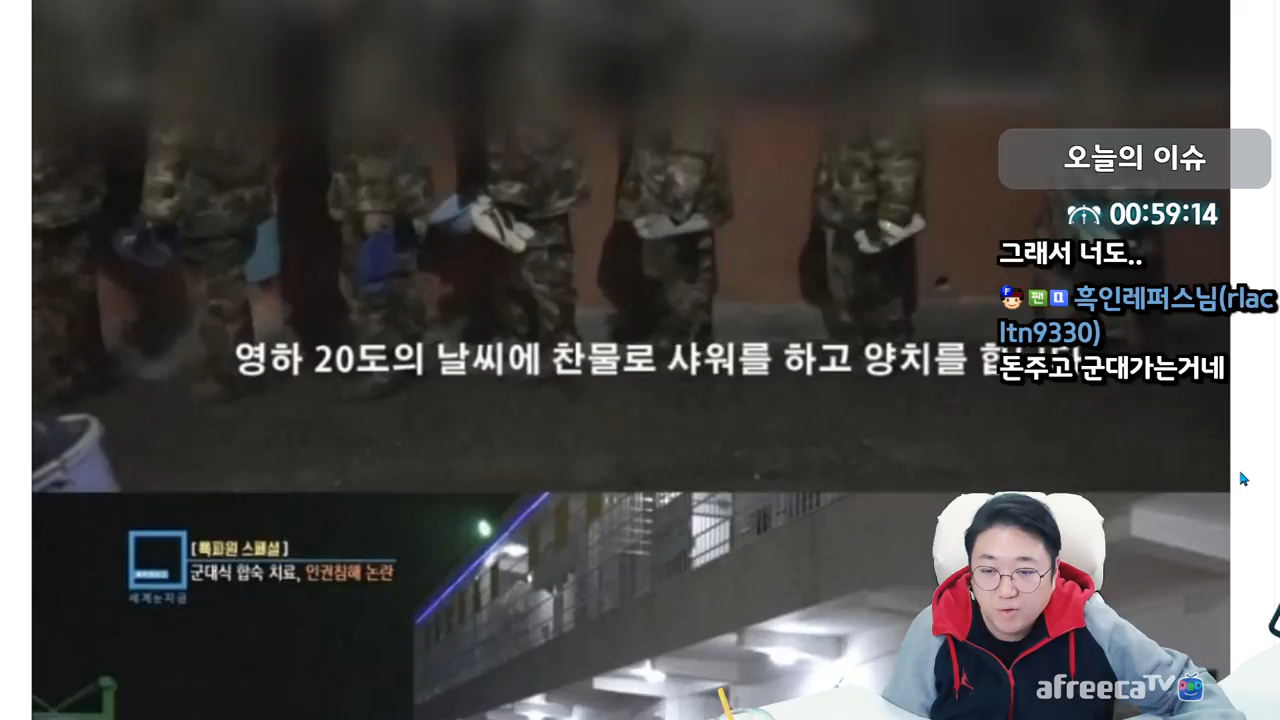 오늘의 이슈
00:59:14
그래서 너도..
F 팬 미 흑인레퍼스님(rlac
ltn9330)
돈주고 군대가는거네
영하 20도의 날씨에 찬물로 샤워를 하고 양치를
[특파원 스페셜]
군대식 합숙 치료, 인권침해 논란
세계는지금
afreecaTV